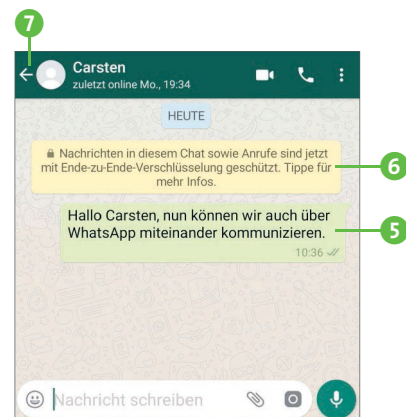 7
Carsten
zuletzt online Mo., 19:34
HEUTE
Nachrichten in diesem Chat sowie Anrufe sind jetzt
mit Ende-zu-Ende-Verschlüsselung geschützt. Tippe für
mehr Infos.
6
Hallo Carsten, nun können wir auch über
WhatsApp miteinander kommunizieren.
5
10:36
Nachricht schreiben